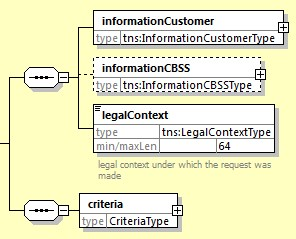 informationCustomer
type tns:InformationCustomerType
informationCBSS
type tns:InformationCBSSType
legalContext
type tns:LegalContextType
min/maxLen 64
legal context under which the request was
made
criteria
type CriteriaType